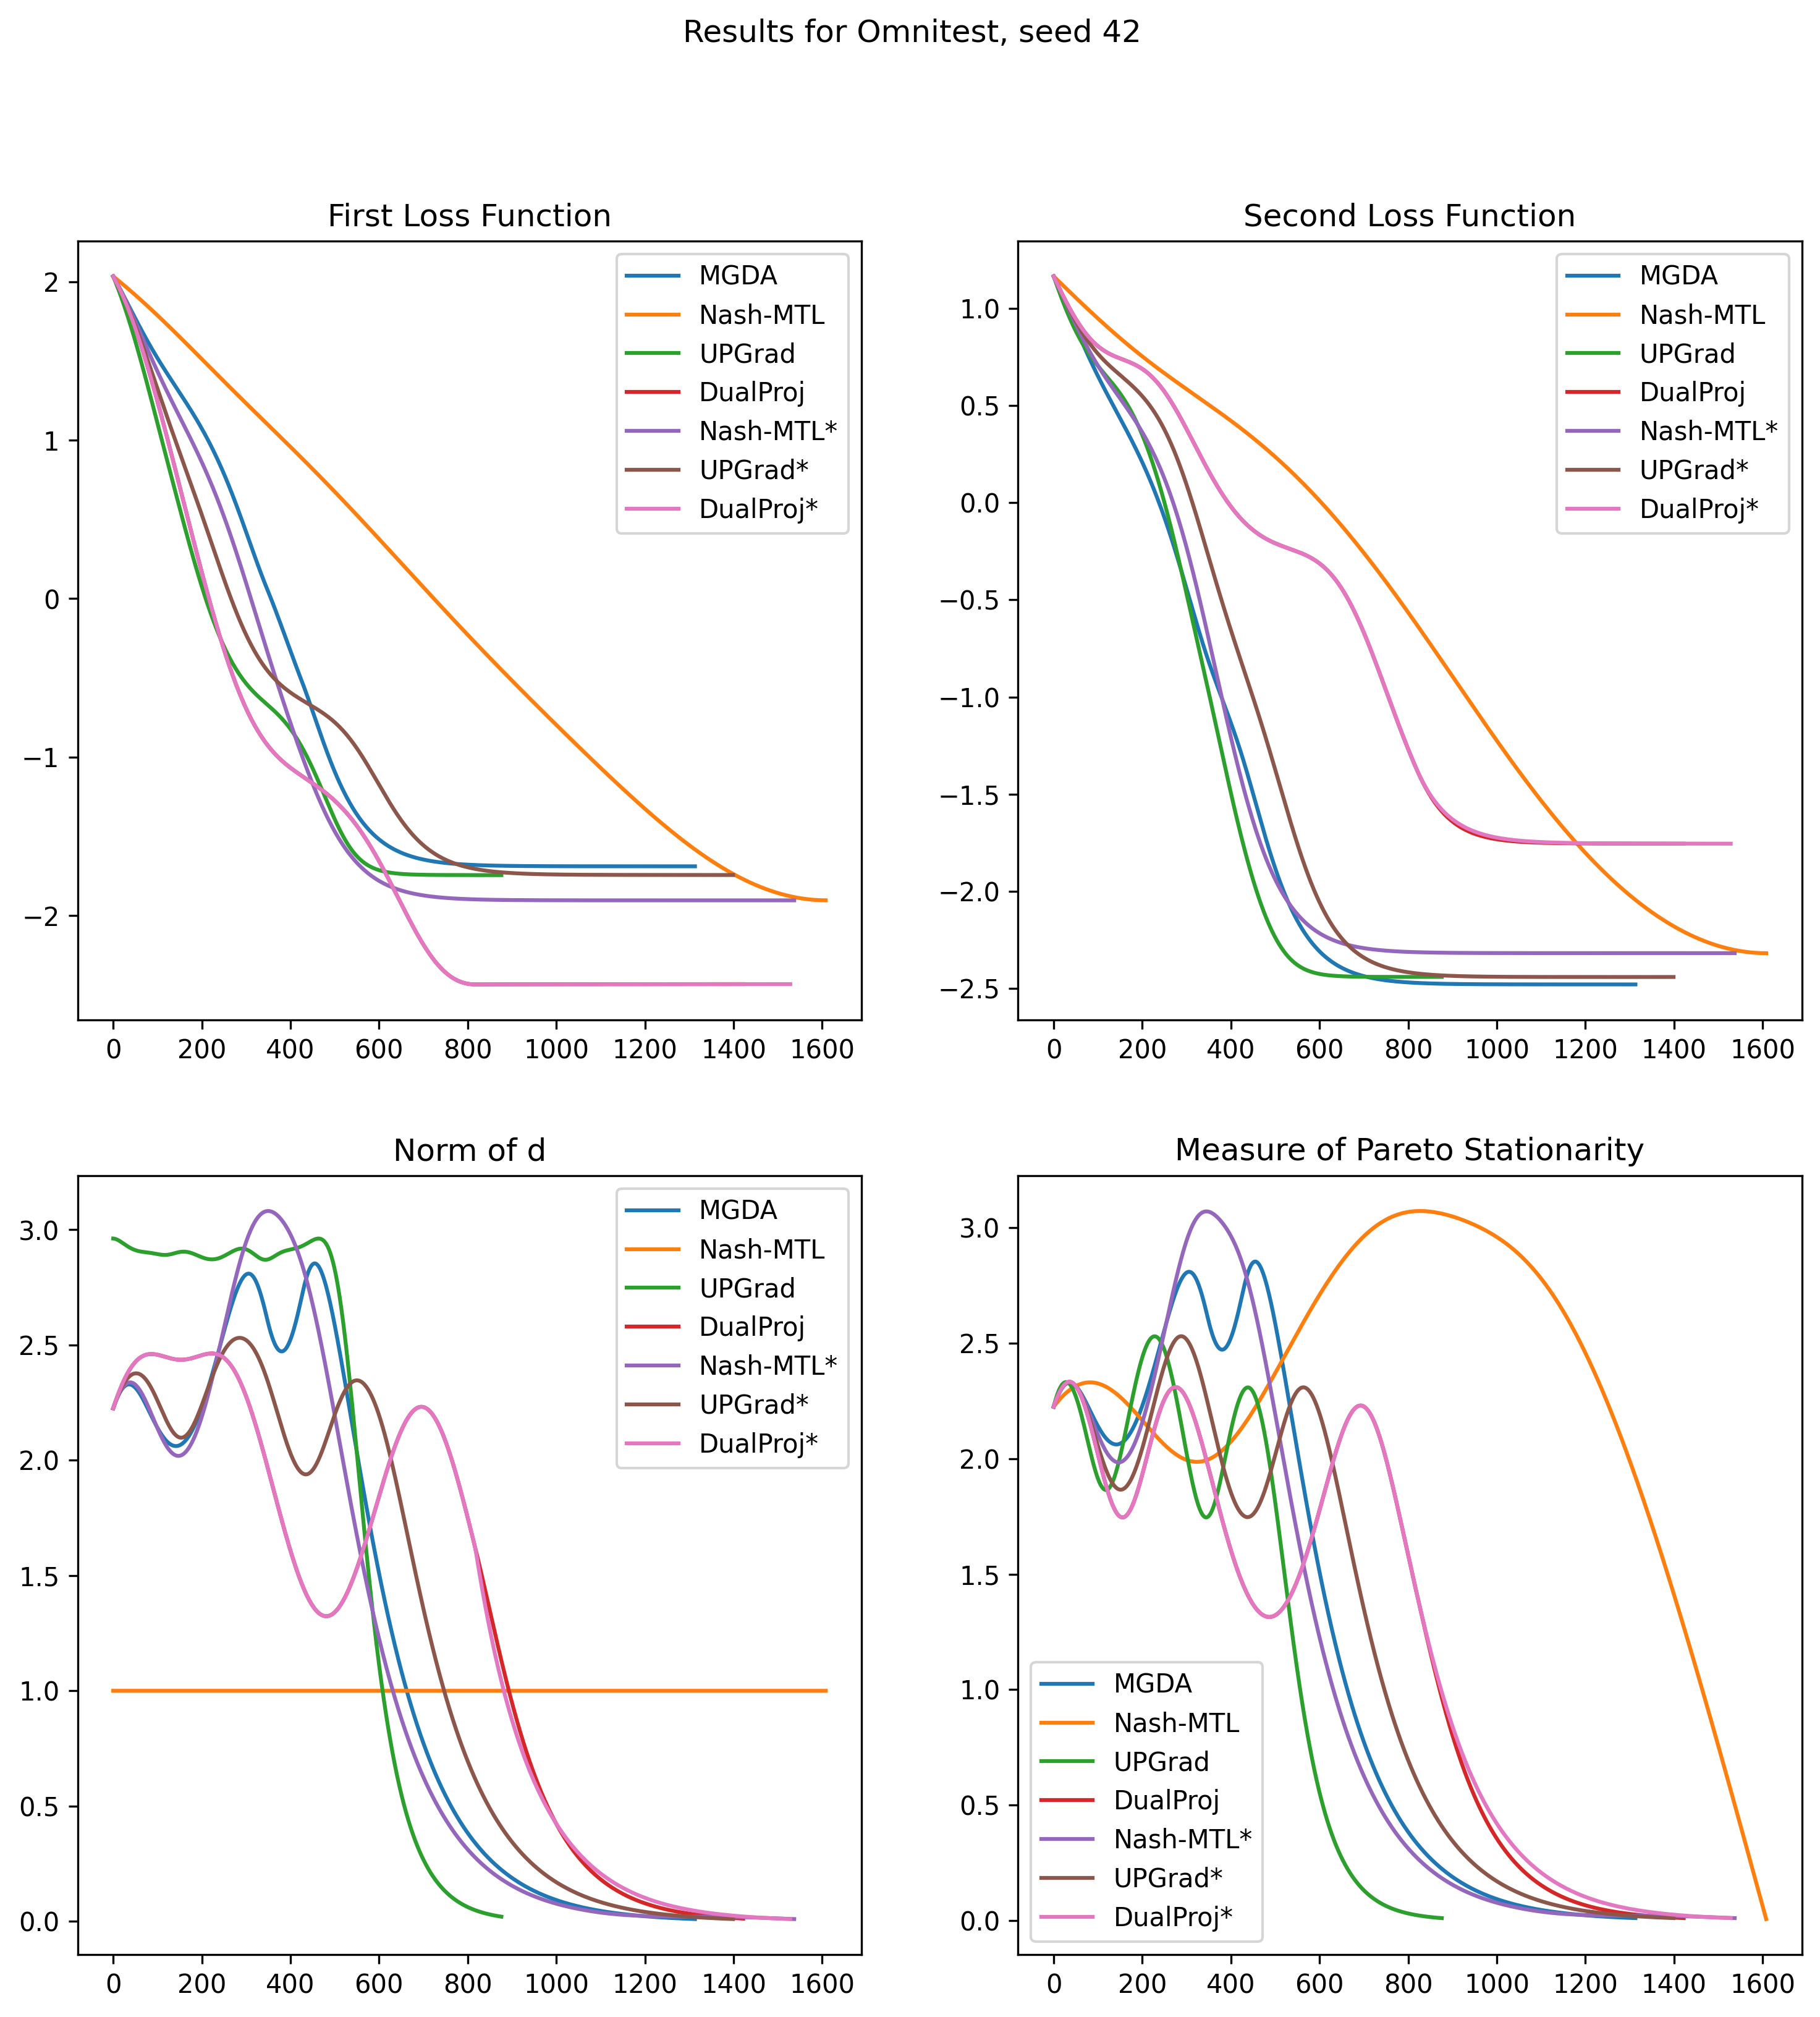 Results for Omnitest, seed 42
First Loss Function
2
1
0
−1
−2
0 200 400 600 800 1000 1200 1400 1600
MGDA
Nash-MTL
UPGrad
DualProj
Nash-MTL*
UPGrad*
DualProj*
Second Loss Function
1.0
0.5
0.0
−0.5
−1.0
−1.5
−2.0
−2.5
0 200 400 600 800 1000 1200 1400 1600
MGDA
Nash-MTL
UPGrad
DualProj
Nash-MTL*
UPGrad*
DualProj*
Norm of d
3.0
2.5
2.0
1.5
1.0
0.5
0.0
0 200 400 600 800 1000 1200 1400 1600
MGDA
Nash-MTL
UPGrad
DualProj
Nash-MTL*
UPGrad*
DualProj*
Measure of Pareto Stationarity
3.0
2.5
2.0
1.5
1.0
0.5
0.0
0 200 400 600 800 1000 1200 1400 1600
MGDA
Nash-MTL
UPGrad
DualProj
Nash-MTL*
UPGrad*
DualProj*